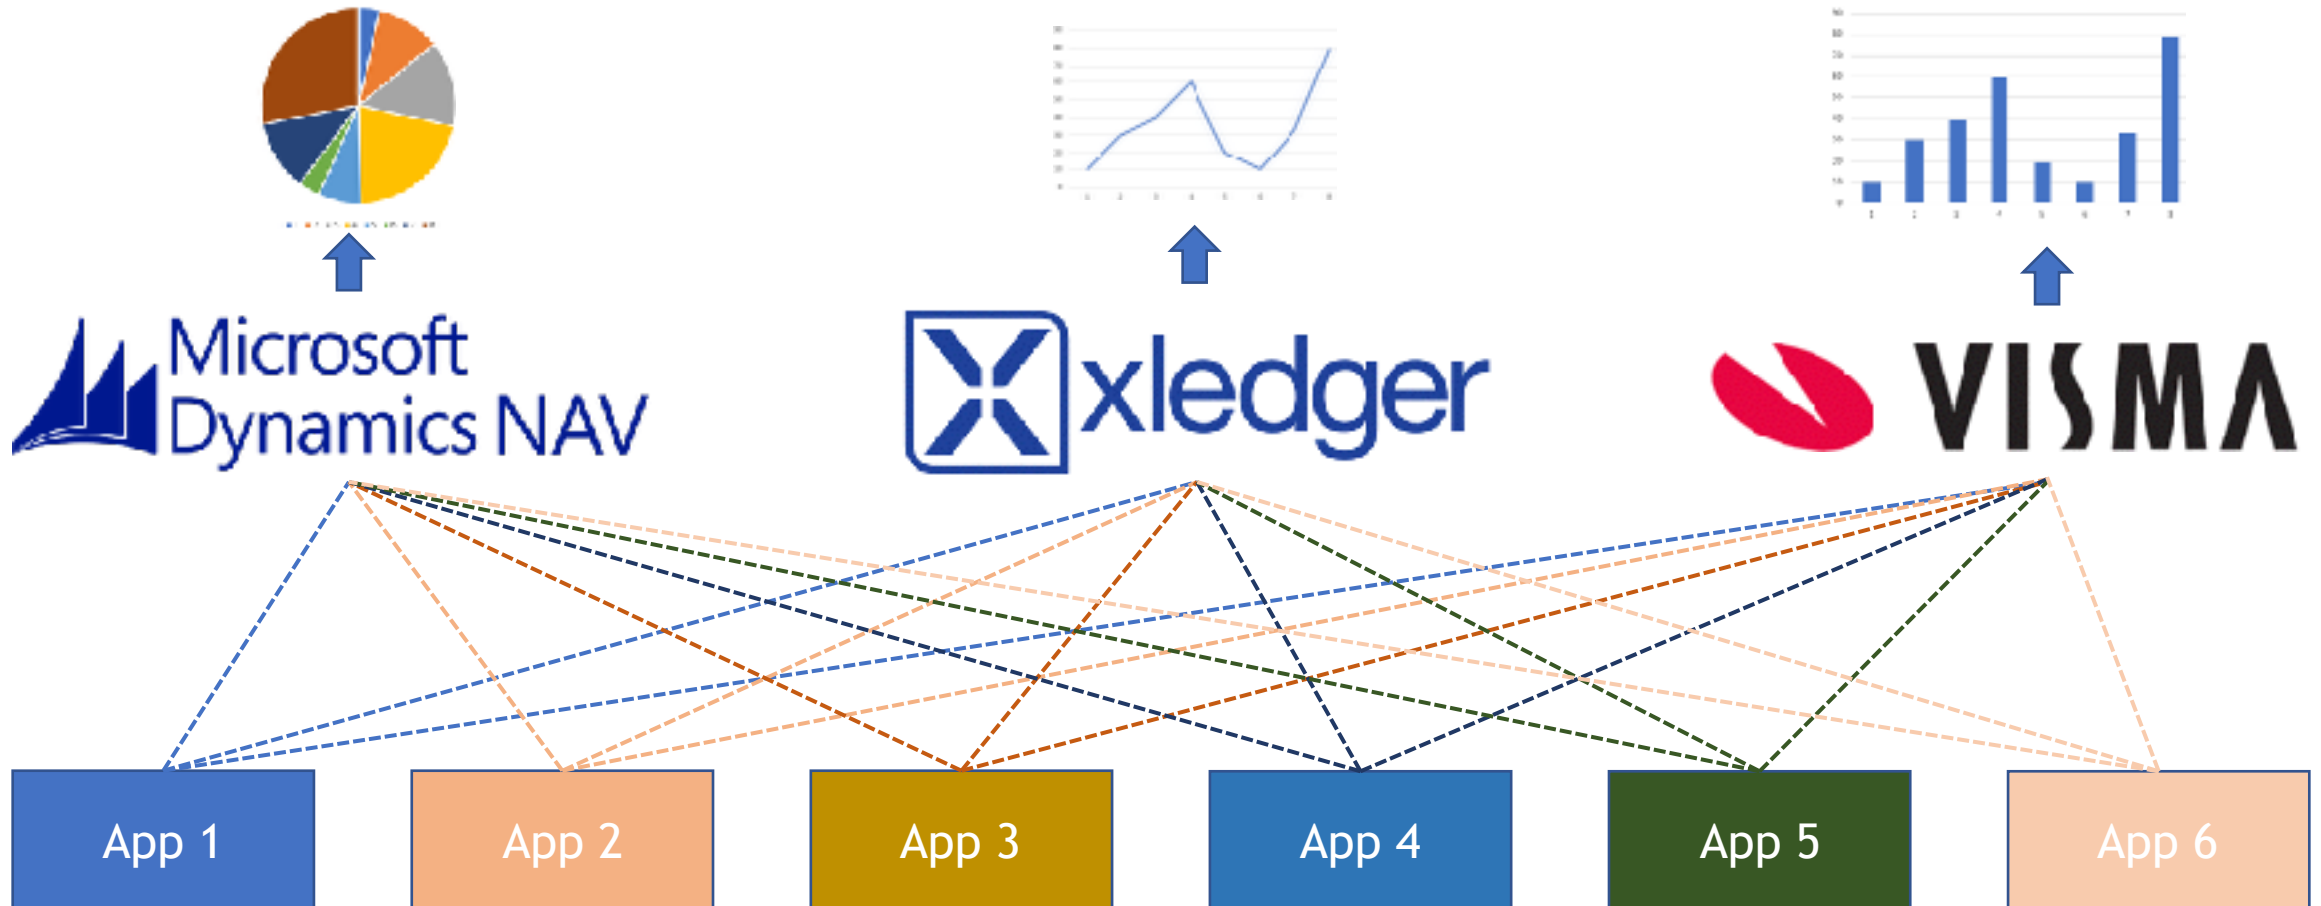 Microsoft
Dynamics NAV
xledger
VISMA
App 1
App 2
App 3
App 4
App 5
App 6